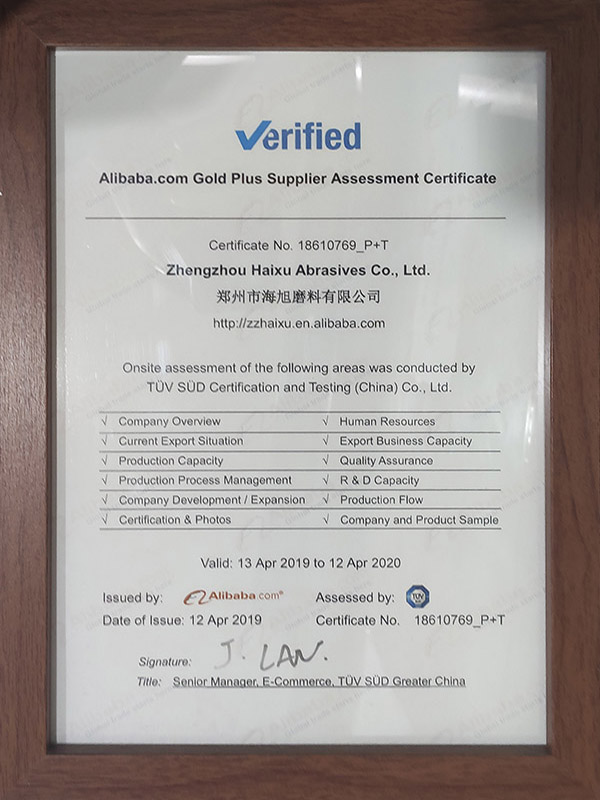 Verified
Alibaba.com Gold Plus Supplier Assessment Certificate
Certificate No. 18610769_P+T
Zhengzhou Haixu Abrasives Co., Ltd.
郑州市海旭磨料有限公司
http://zzhaixu.en.alibaba.com
Onsite assessment of the following areas was conducted by
TÜV SÜD Certification and Testing (China) Co., Ltd.
√ Company Overview √ Human Resources
√ Current Export Situation √ Export Business Capacity
√ Production Capacity √ Quality Assurance
√ Production Process Management √ R & D Capacity
√ Company Development / Expansion √ Production Flow
√ Certification & Photos √ Company and Product Sample
Valid: 13 Apr 2019 to 12 Apr 2020
Issued by: Alibaba.com® Assessed by: TÜV
Date of Issue: 12 Apr 2019 Certificate No. 18610769_P+T
Signature: J. LAN.
Title: Senior Manager, E-Commerce, TÜV SÜD Greater China